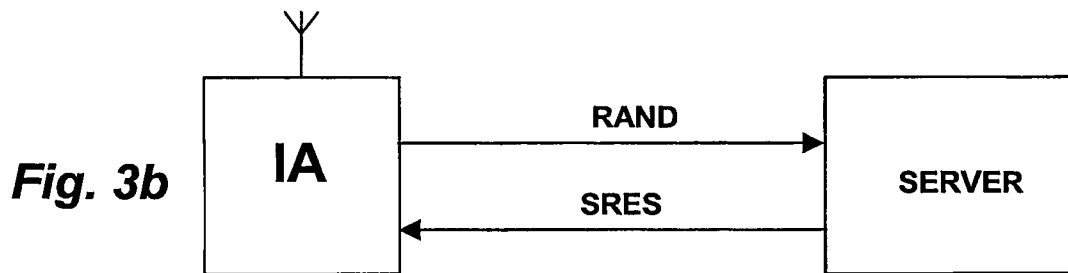 RAND
IA
SERVER
Fig. 3b
SRES